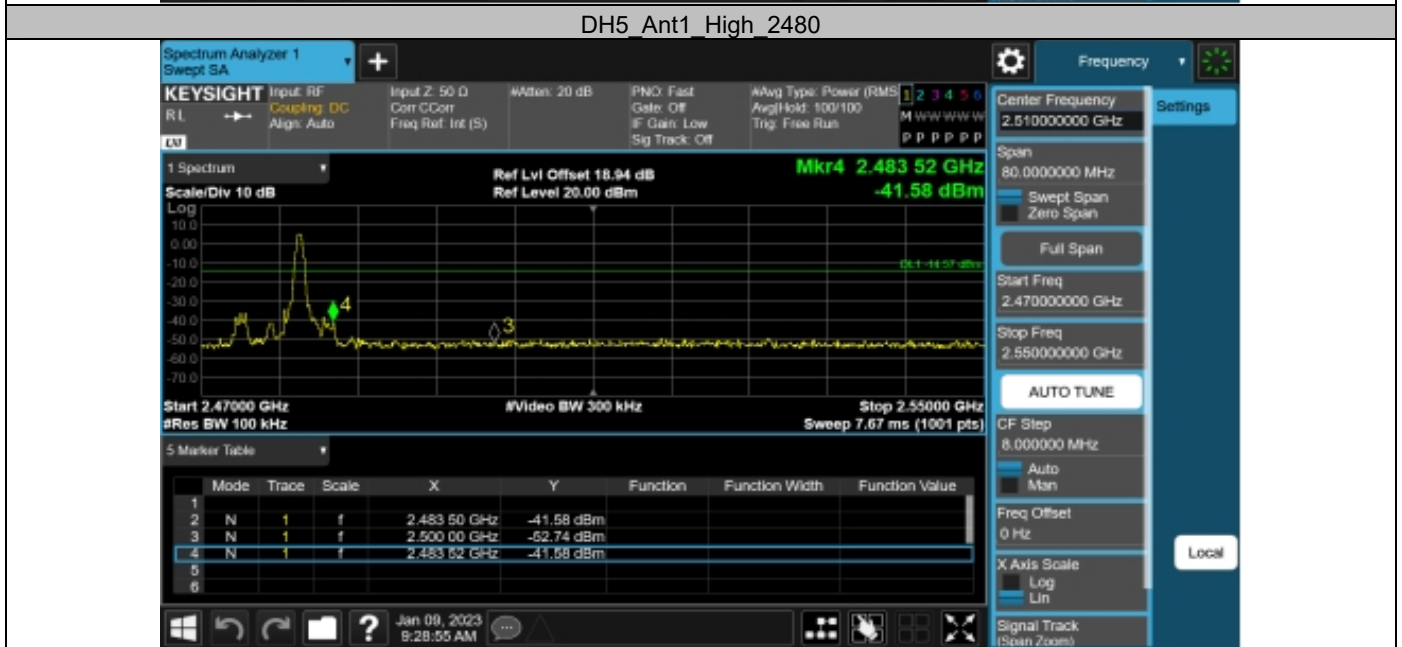 DH5_Ant1_High_2480
Spectrum Analyzer 1
Swept SA
+
Frequency
KEYSIGHT Input: RF
Coupling: DC
Align: Auto
RL
LXI
Input Z: 50 Ω
Corr CCorr
Freq Ref: Int (S)
#Atten: 20 dB
PNO: Fast
Gate: Off
IF Gain: Low
Sig Track: Off
#Avg Type: Power (RMS
Avg|Hold: 100/100
Trig: Free Run
1 2 3 4 5 6
M W W W W W
P P P P P P
1 Spectrum
Scale/Div 10 dB
Ref Lvl Offset 18.94 dB
Ref Level 20.00 dBm
Mkr4 2.483 52 GHz
-41.58 dBm
Log
10.0
0.00
-10.0
-20.0
-30.0
-40.0
-50.0
-60.0
-70.0
DL1 -14.57 dBm
4
3
Start 2.47000 GHz
#Res BW 100 kHz
#Video BW 300 kHz
Stop 2.55000 GHz
Sweep 7.67 ms (1001 pts)
5 Marker Table
Mode Trace Scale X Y Function Function Width Function Value
1
2 N 1 f 2.483 50 GHz -41.58 dBm
3 N 1 f 2.500 00 GHz -52.74 dBm
4 N 1 f 2.483 52 GHz -41.58 dBm
5
6
?
Jan 09, 2023
9:28:55 AM
Center Frequency
2.510000000 GHz
Settings
Span
80.0000000 MHz
Swept Span
Zero Span
Full Span
Start Freq
2.470000000 GHz
Stop Freq
2.550000000 GHz
AUTO TUNE
CF Step
8.000000 MHz
Auto
Man
Freq Offset
0 Hz
X Axis Scale
Log
Lin
Local
Signal Track
(Span Zoom)